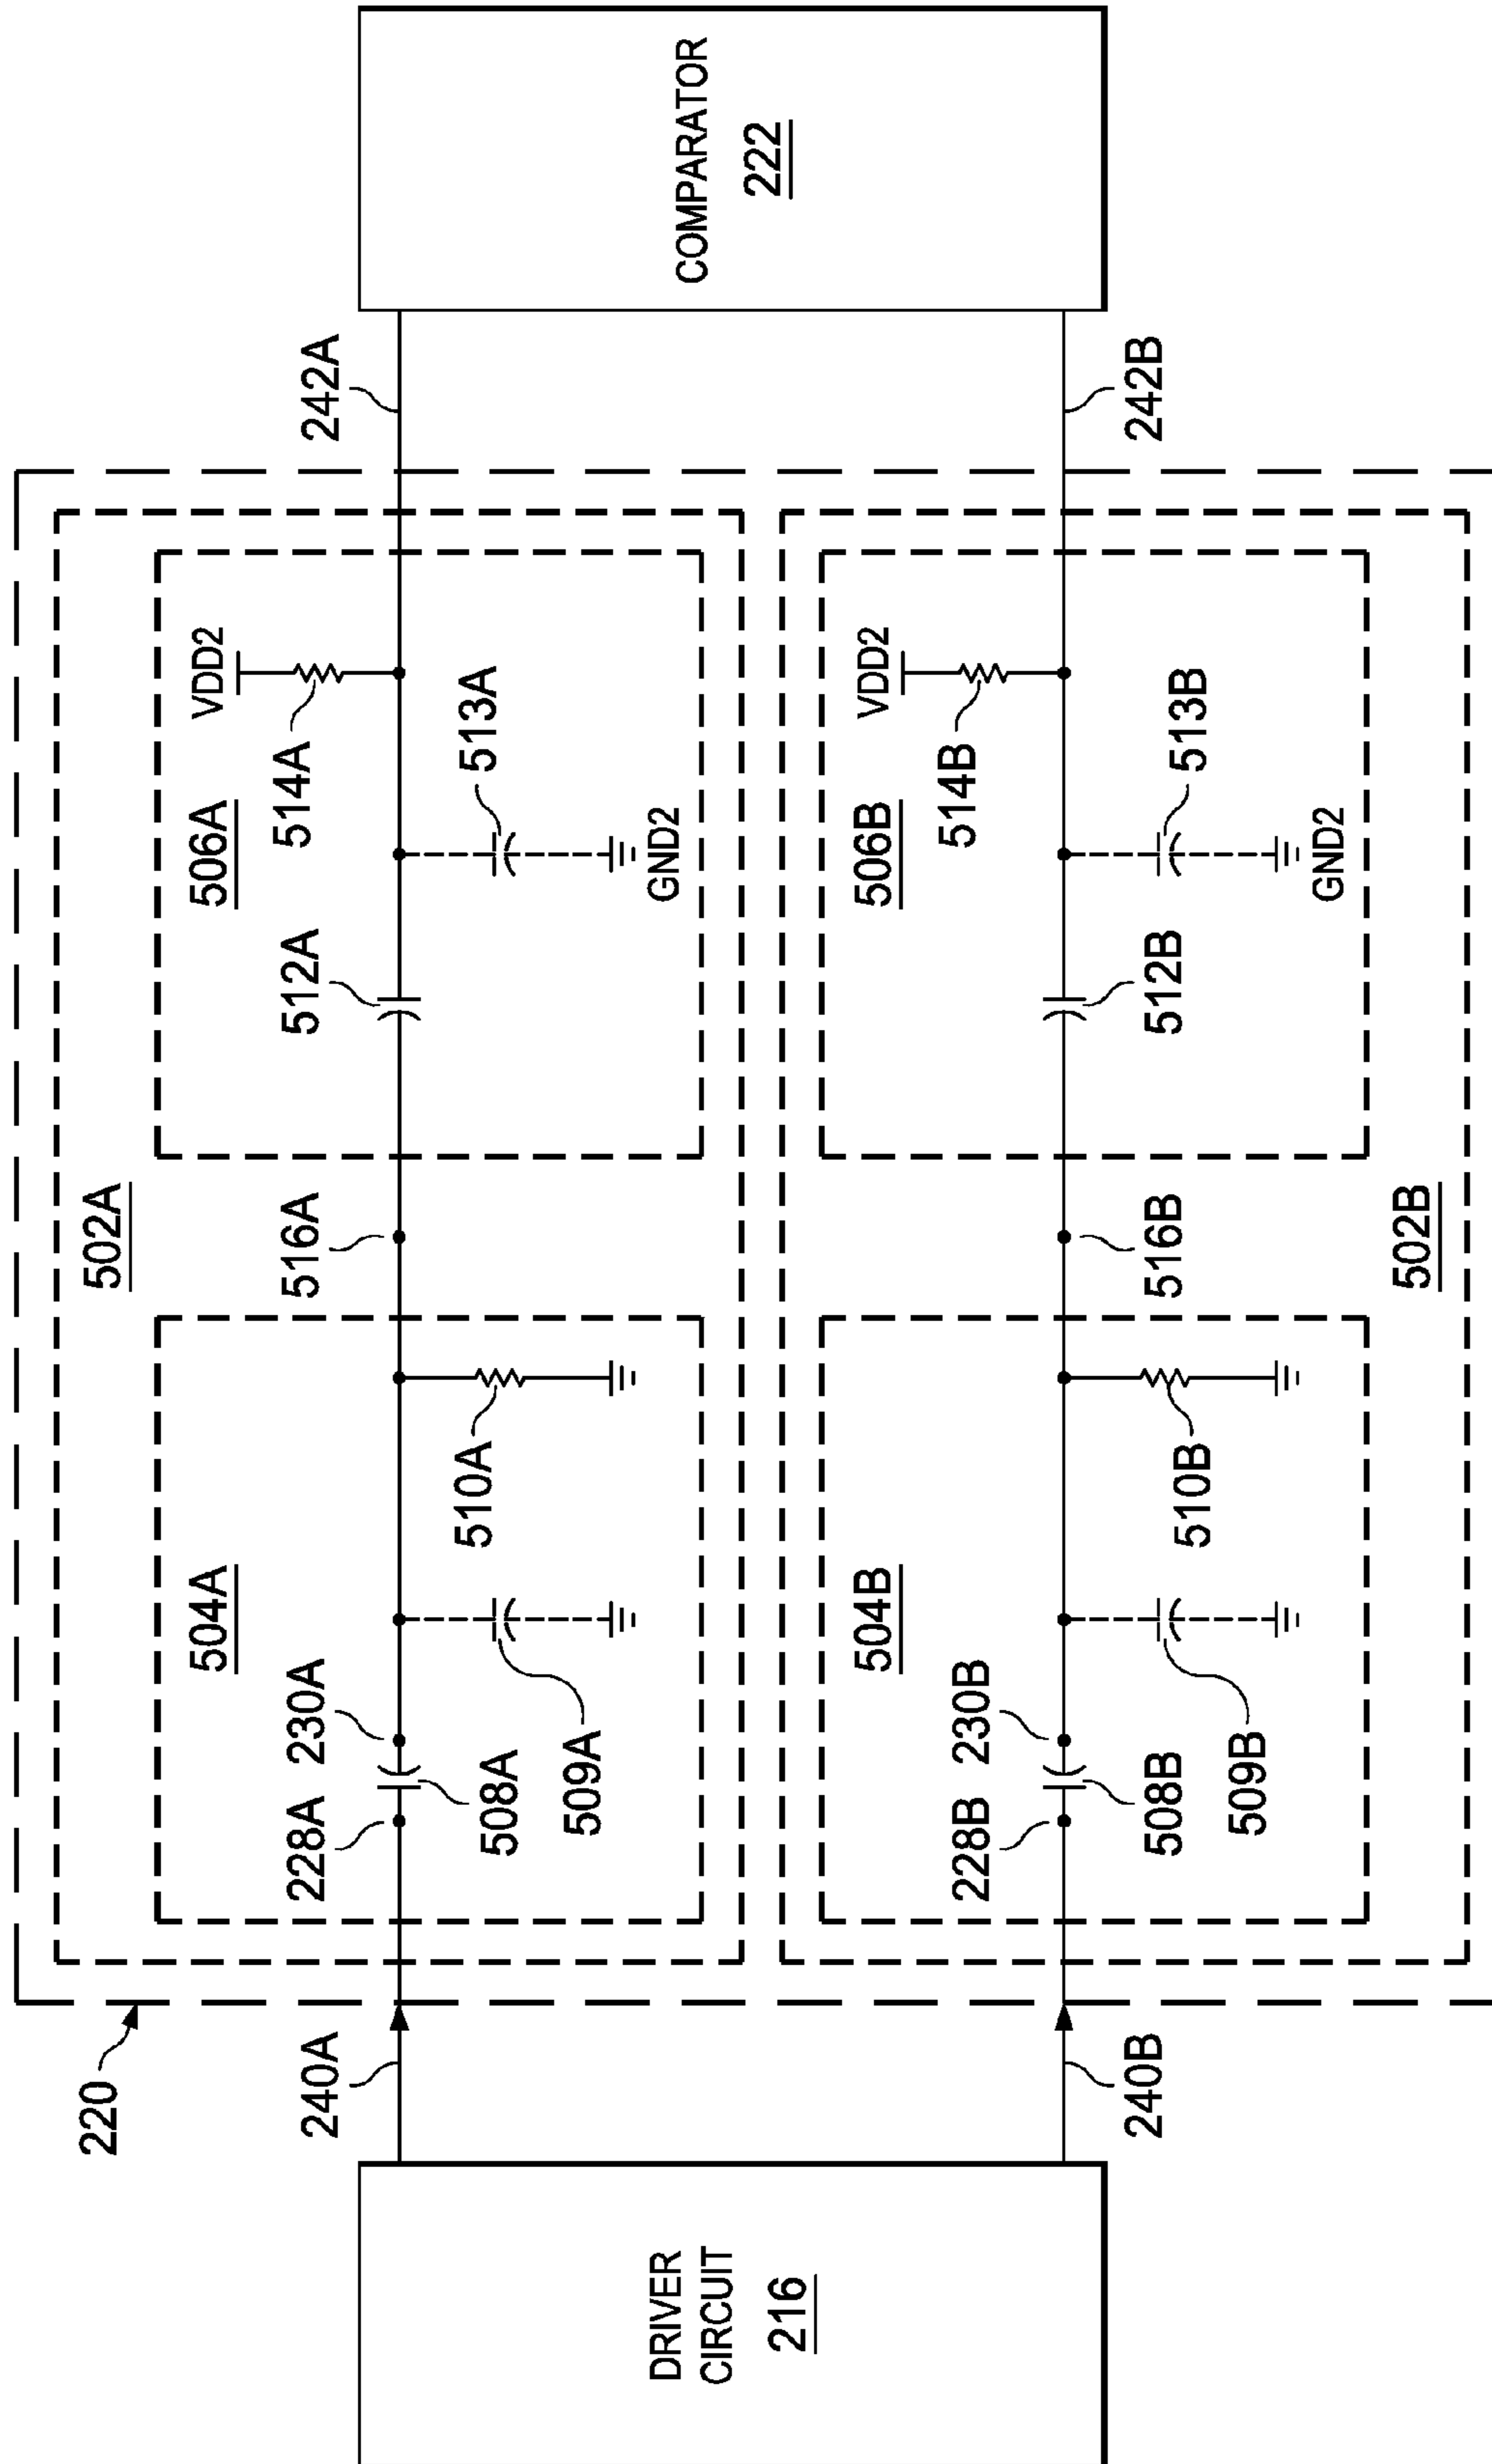 220
502A
504A
506A
VDD2
240A
228A
230A
516A
512A
514A
242A
508A
509A
510A
513A
GND2
DRIVER
CIRCUIT
216
COMPARATOR
222
504B
506B
VDD2
228B
230B
514B
240B
508B
509B
510B
516B
512B
513B
242B
GND2
502B